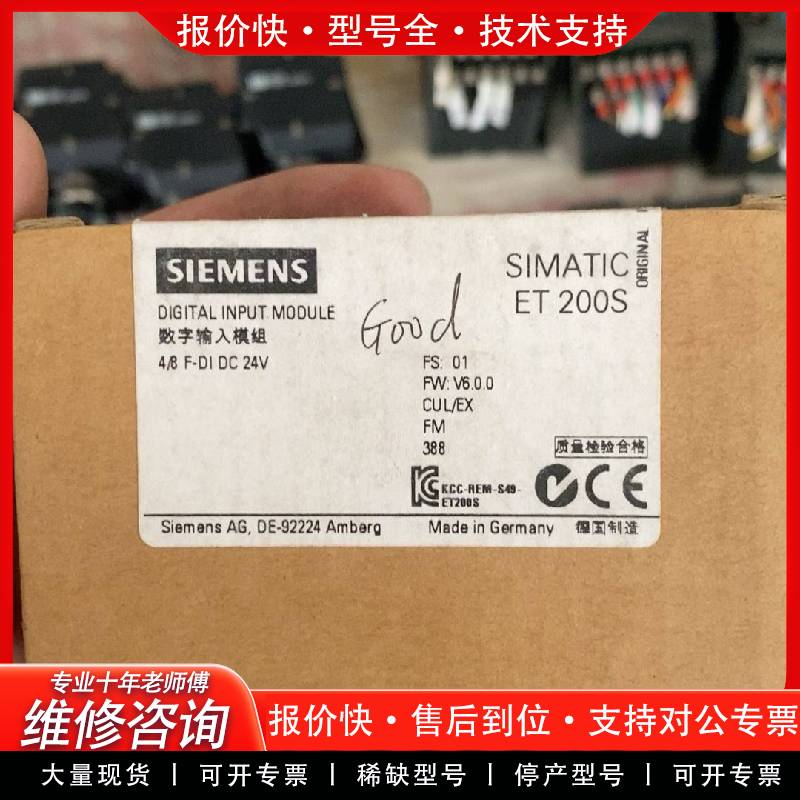 报价快•型号全•技术支持
SIEMENS
SIMATIC
ET 200S
ORIGINAL
DIGITAL INPUT MODULE
数字输入模组
4/8 F-DI DC 24V
Good
FS: 01
FW: V6.0.0
CUL/EX
FM
388
质量检验合格
KCC-REM-S49-
ET200S
CE
Siemens AG, DE-92224 Amberg
Made in Germany
德国制造
专业十年老师傅
维修咨询
报价快•售后到位•支持对公专票
大量现货 | 可开专票 | 稀缺型号 | 停产型号 | 可开专票